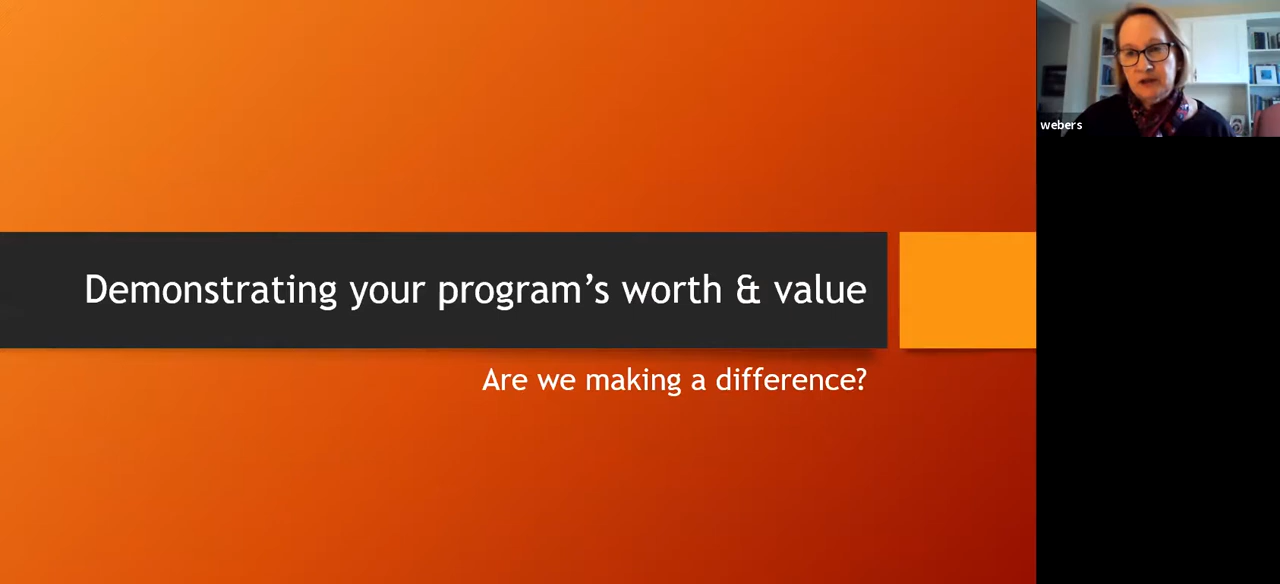 Demonstrating your program's worth & value
Are we making a difference?
webers